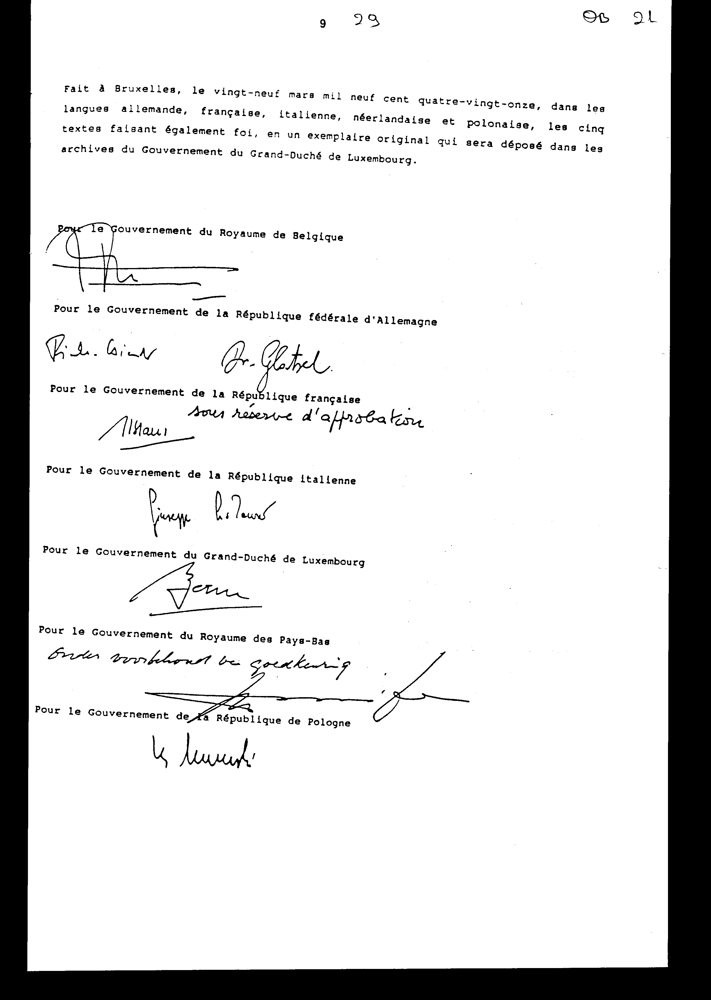 9 29 OB 21
Fait à Bruxelles, le vingt-neuf mars mil neuf cent quatre-vingt-onze, dans les
langues allemande, française, italienne, néerlandaise et polonaise, les cinq
textes faisant également foi, en un exemplaire original qui sera déposé dans les
archives du Gouvernement du Grand-Duché de Luxembourg.
Pour le Gouvernement du Royaume de Belgique
Pour le Gouvernement de la République fédérale d'Allemagne
Dr. Glatzel.
Pour le Gouvernement de la République française
sous réserve d'approbation
Pour le Gouvernement de la République italienne
Giuseppe
Pour le Gouvernement du Grand-Duché de Luxembourg
Pour le Gouvernement du Royaume des Pays-Bas
Onder voorbehoud van goedkeuring
Pour le Gouvernement de la République de Pologne